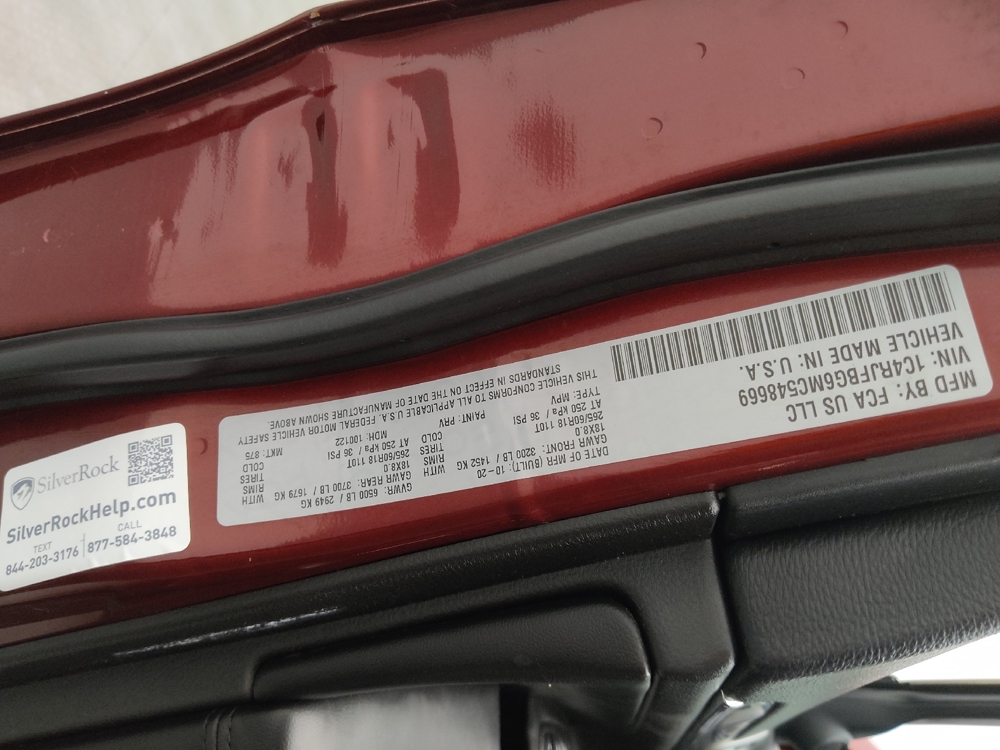 MFD BY: FCA US LLC
DATE OF MFR (BUILT): 10-20
GVWR: 6500 LB / 2949 KG
GAWR FRONT: 3200 LB / 1452 KG
WITH
GAWR REAR: 3700 LB / 1679 KG
WITH
18X8.0
RIMS
18X8.0
RIMS
265/60R18 110T
TIRES
265/60R18 110T
TIRES
AT 250 kPa / 36 PSI
COLD
AT 250 kPa / 36 PSI
COLD
VIN: 1C4RJFBG6MC548669
TYPE: MPV
PAINT: PRV
MDH: 100122
MKT: 875
VEHICLE MADE IN: U.S.A.
THIS VEHICLE CONFORMS TO ALL APPLICABLE U.S.A. FEDERAL MOTOR VEHICLE SAFETY
STANDARDS IN EFFECT ON THE DATE OF MANUFACTURE SHOWN ABOVE
SilverRock
SilverRockHelp.com
TEXT
844-203-3176
CALL
877-584-3848